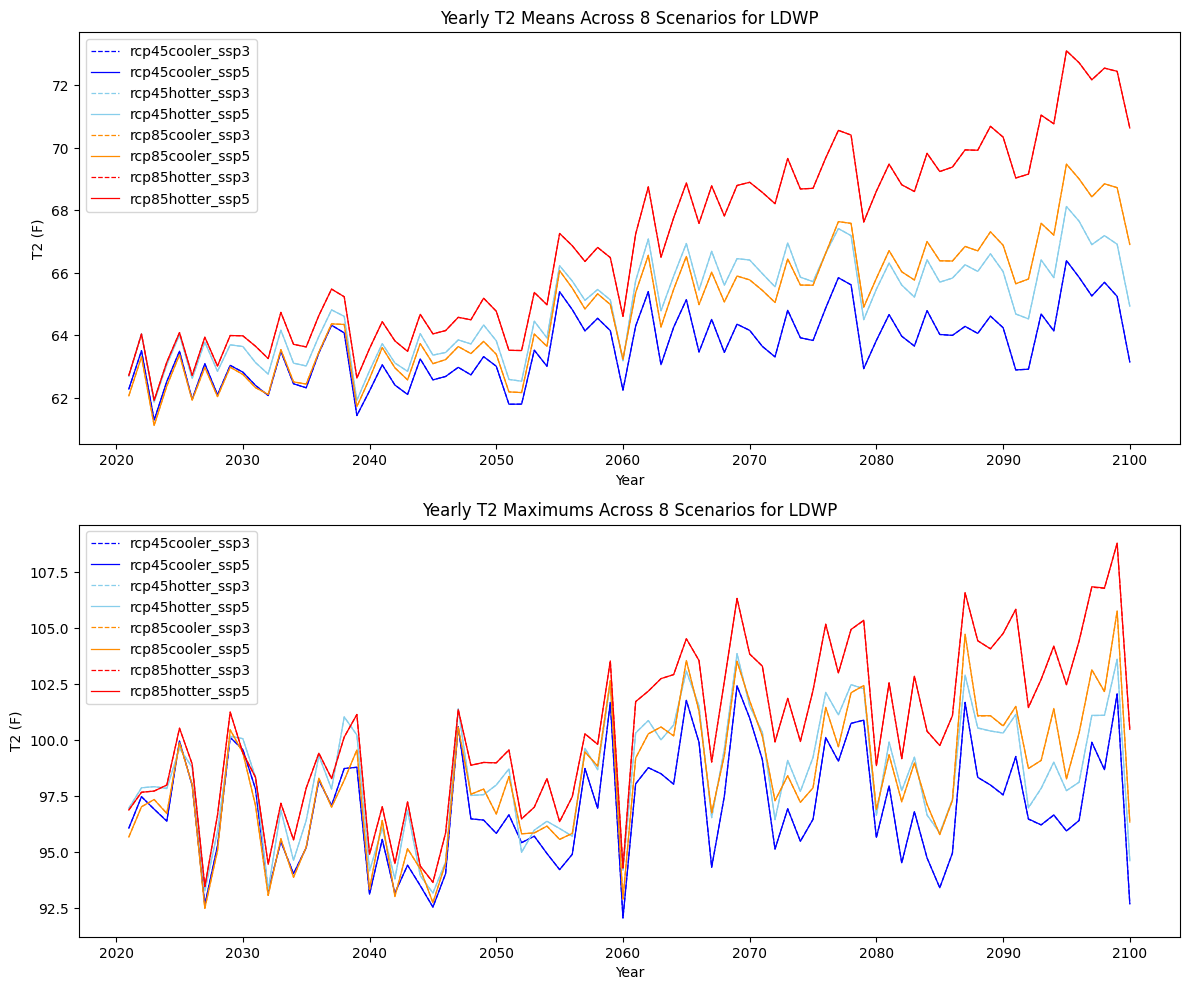 Yearly T2 Means Across 8 Scenarios for LDWP
rcp45cooler_ssp3
rcp45cooler_ssp5
rcp45hotter_ssp3
rcp45hotter_ssp5
rcp85cooler_ssp3
rcp85cooler_ssp5
rcp85hotter_ssp3
rcp85hotter_ssp5
72
70
68
66
64
62
T2 (F)
2020 2030 2040 2050 2060 2070 2080 2090 2100
Year
Yearly T2 Maximums Across 8 Scenarios for LDWP
rcp45cooler_ssp3
rcp45cooler_ssp5
rcp45hotter_ssp3
rcp45hotter_ssp5
rcp85cooler_ssp3
rcp85cooler_ssp5
rcp85hotter_ssp3
rcp85hotter_ssp5
107.5
105.0
102.5
100.0
97.5
95.0
92.5
T2 (F)
2020 2030 2040 2050 2060 2070 2080 2090 2100
Year